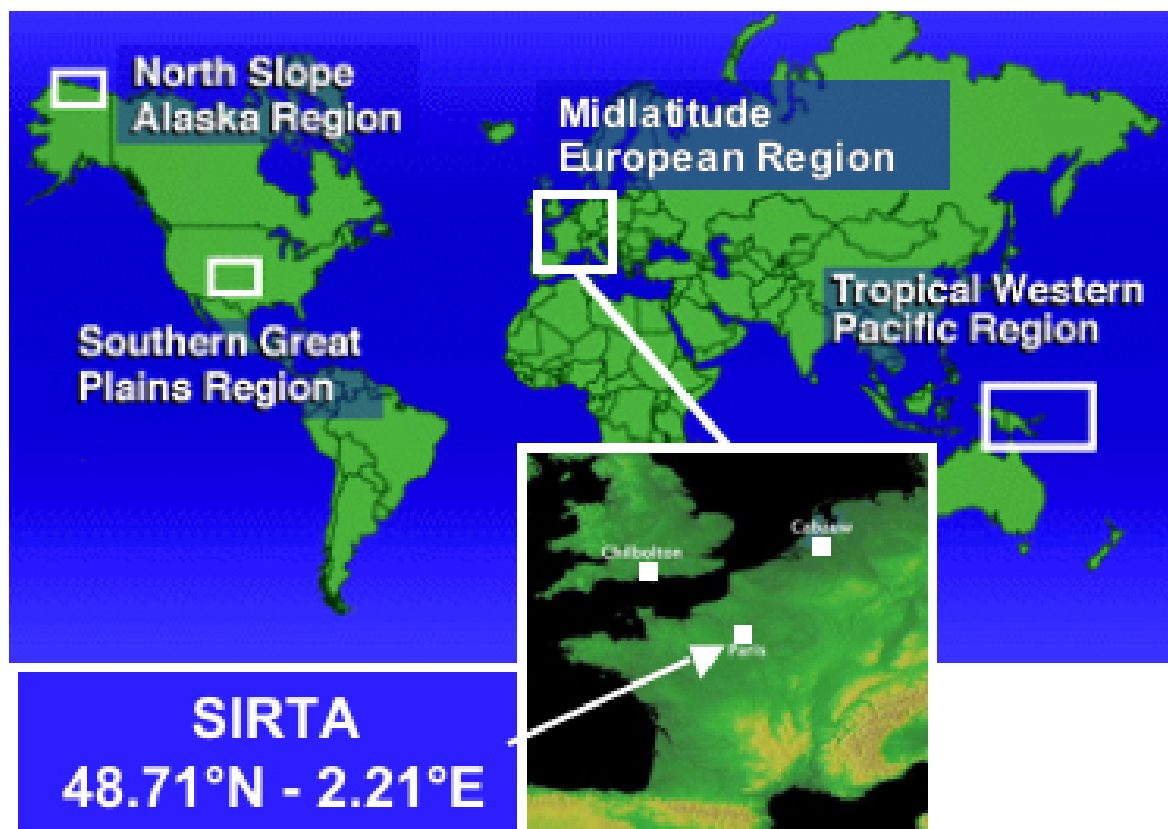 North Slope
Alaska Region
Midlatitude
European Region
Tropical Western
Pacific Region
Southern Great
Plains Region
Cabauw
Chilbolton
Paris
SIRTA
48.71°N - 2.21°E